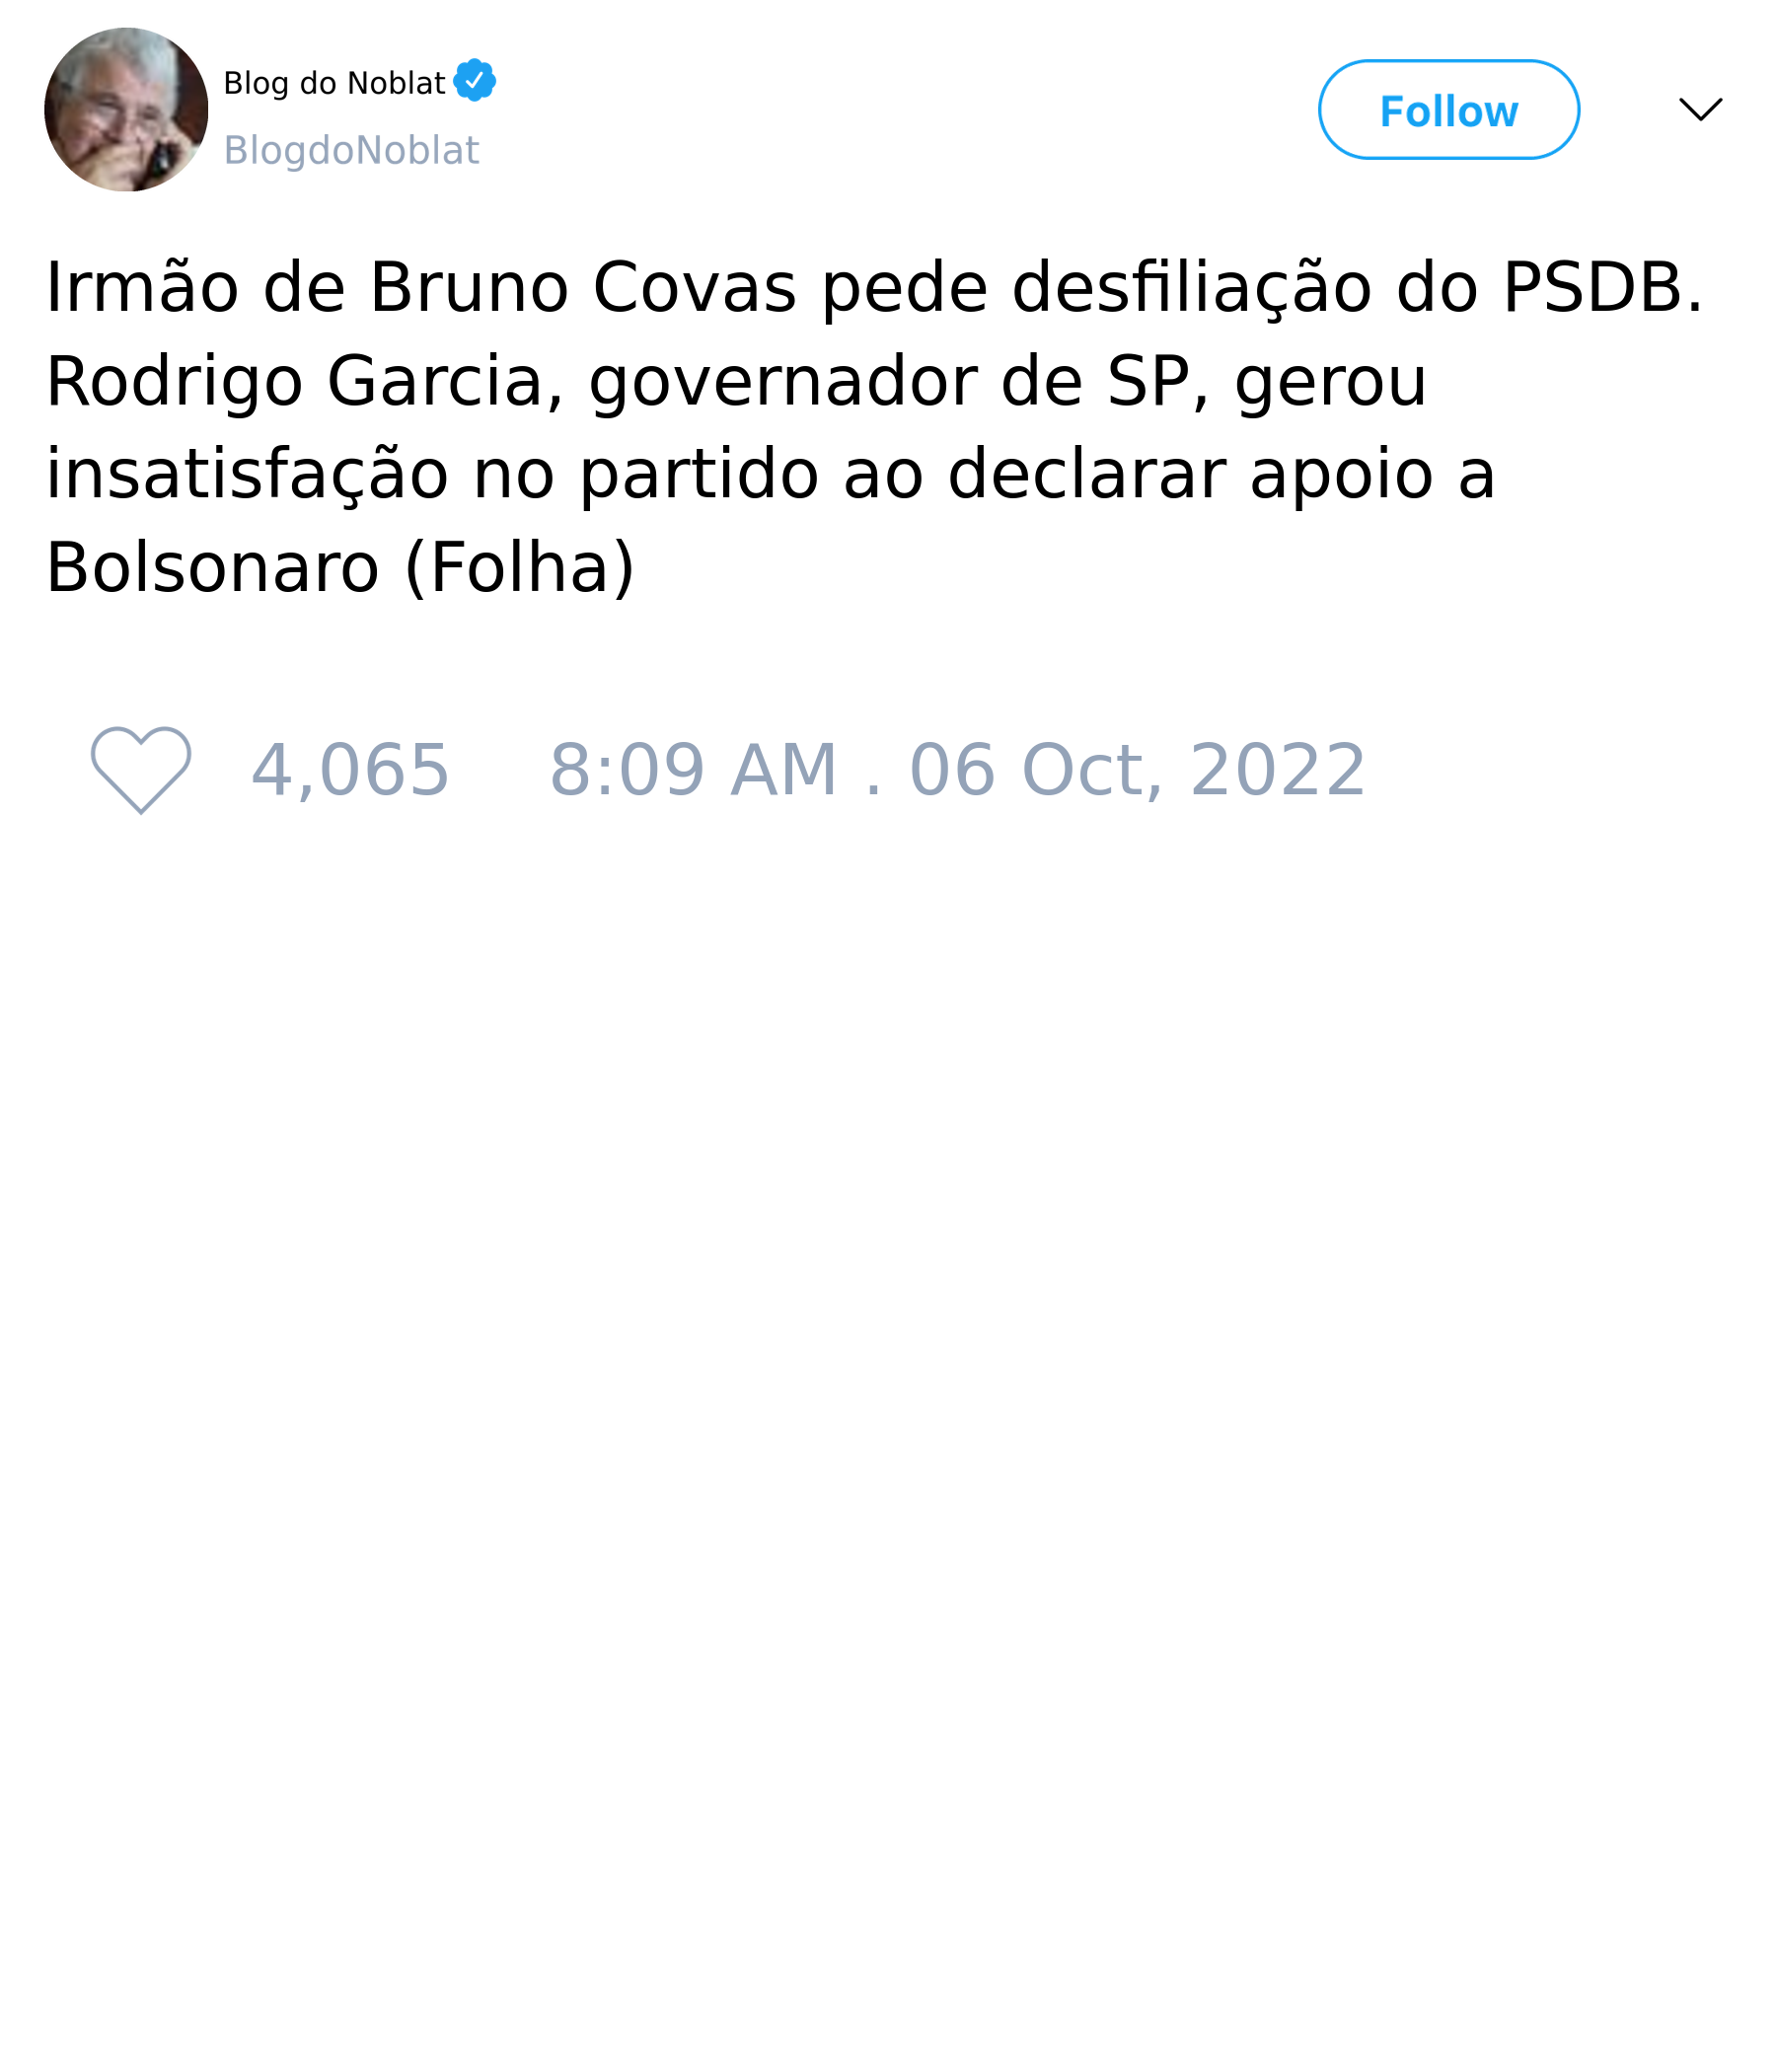 Blog do Noblat
BlogdoNoblat
Follow
Irmão de Bruno Covas pede desfiliação do PSDB.
Rodrigo Garcia, governador de SP, gerou
insatisfação no partido ao declarar apoio a
Bolsonaro (Folha)
4,065 8:09 AM . 06 Oct, 2022